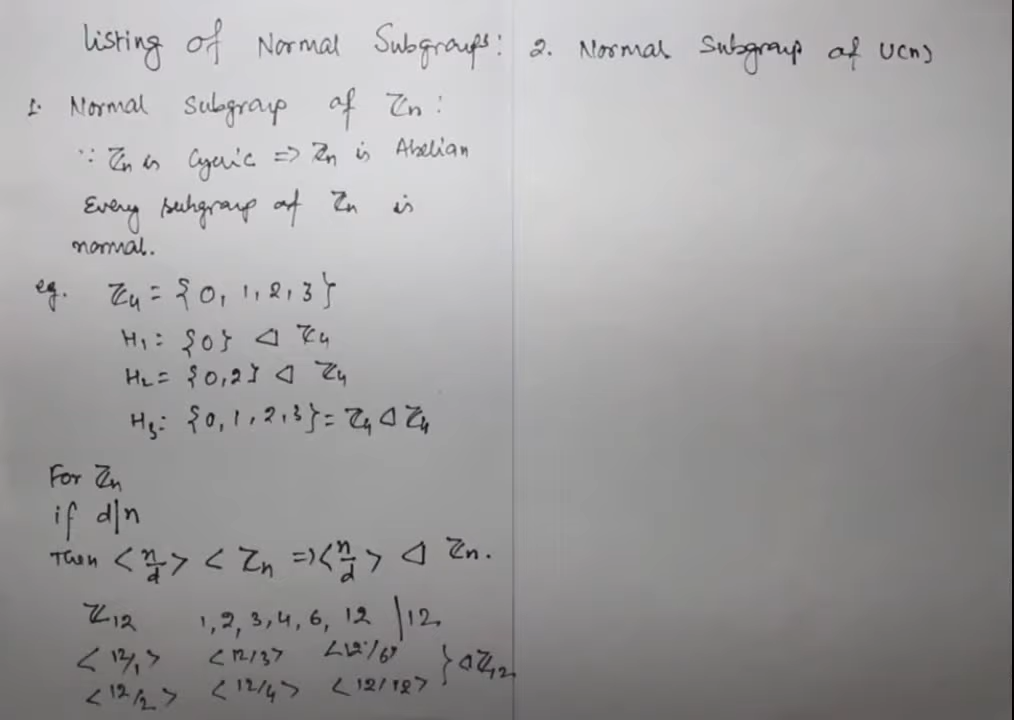 Listing of Normal Subgroups:
1. Normal Subgroup of Zn:
∵ Zn is Cyclic => Zn is Abelian
Every subgroup of Zn is
normal.
eg. Z4 = {0, 1, 2, 3}
H1 = {0} ◁ Z4
H2 = {0,2} ◁ Z4
H3 = {0, 1, 2, 3} = Z4 ◁ Z4
For Zn
if d|n
Then <n/d> < Zn => <n/d> ◁ Zn.
Z12 1, 2, 3, 4, 6, 12 | 12
<12/1> <12/3> <12/6>
<12/2> <12/4> <12/12> } ◁ Z12
2. Normal Subgroup of U(n)